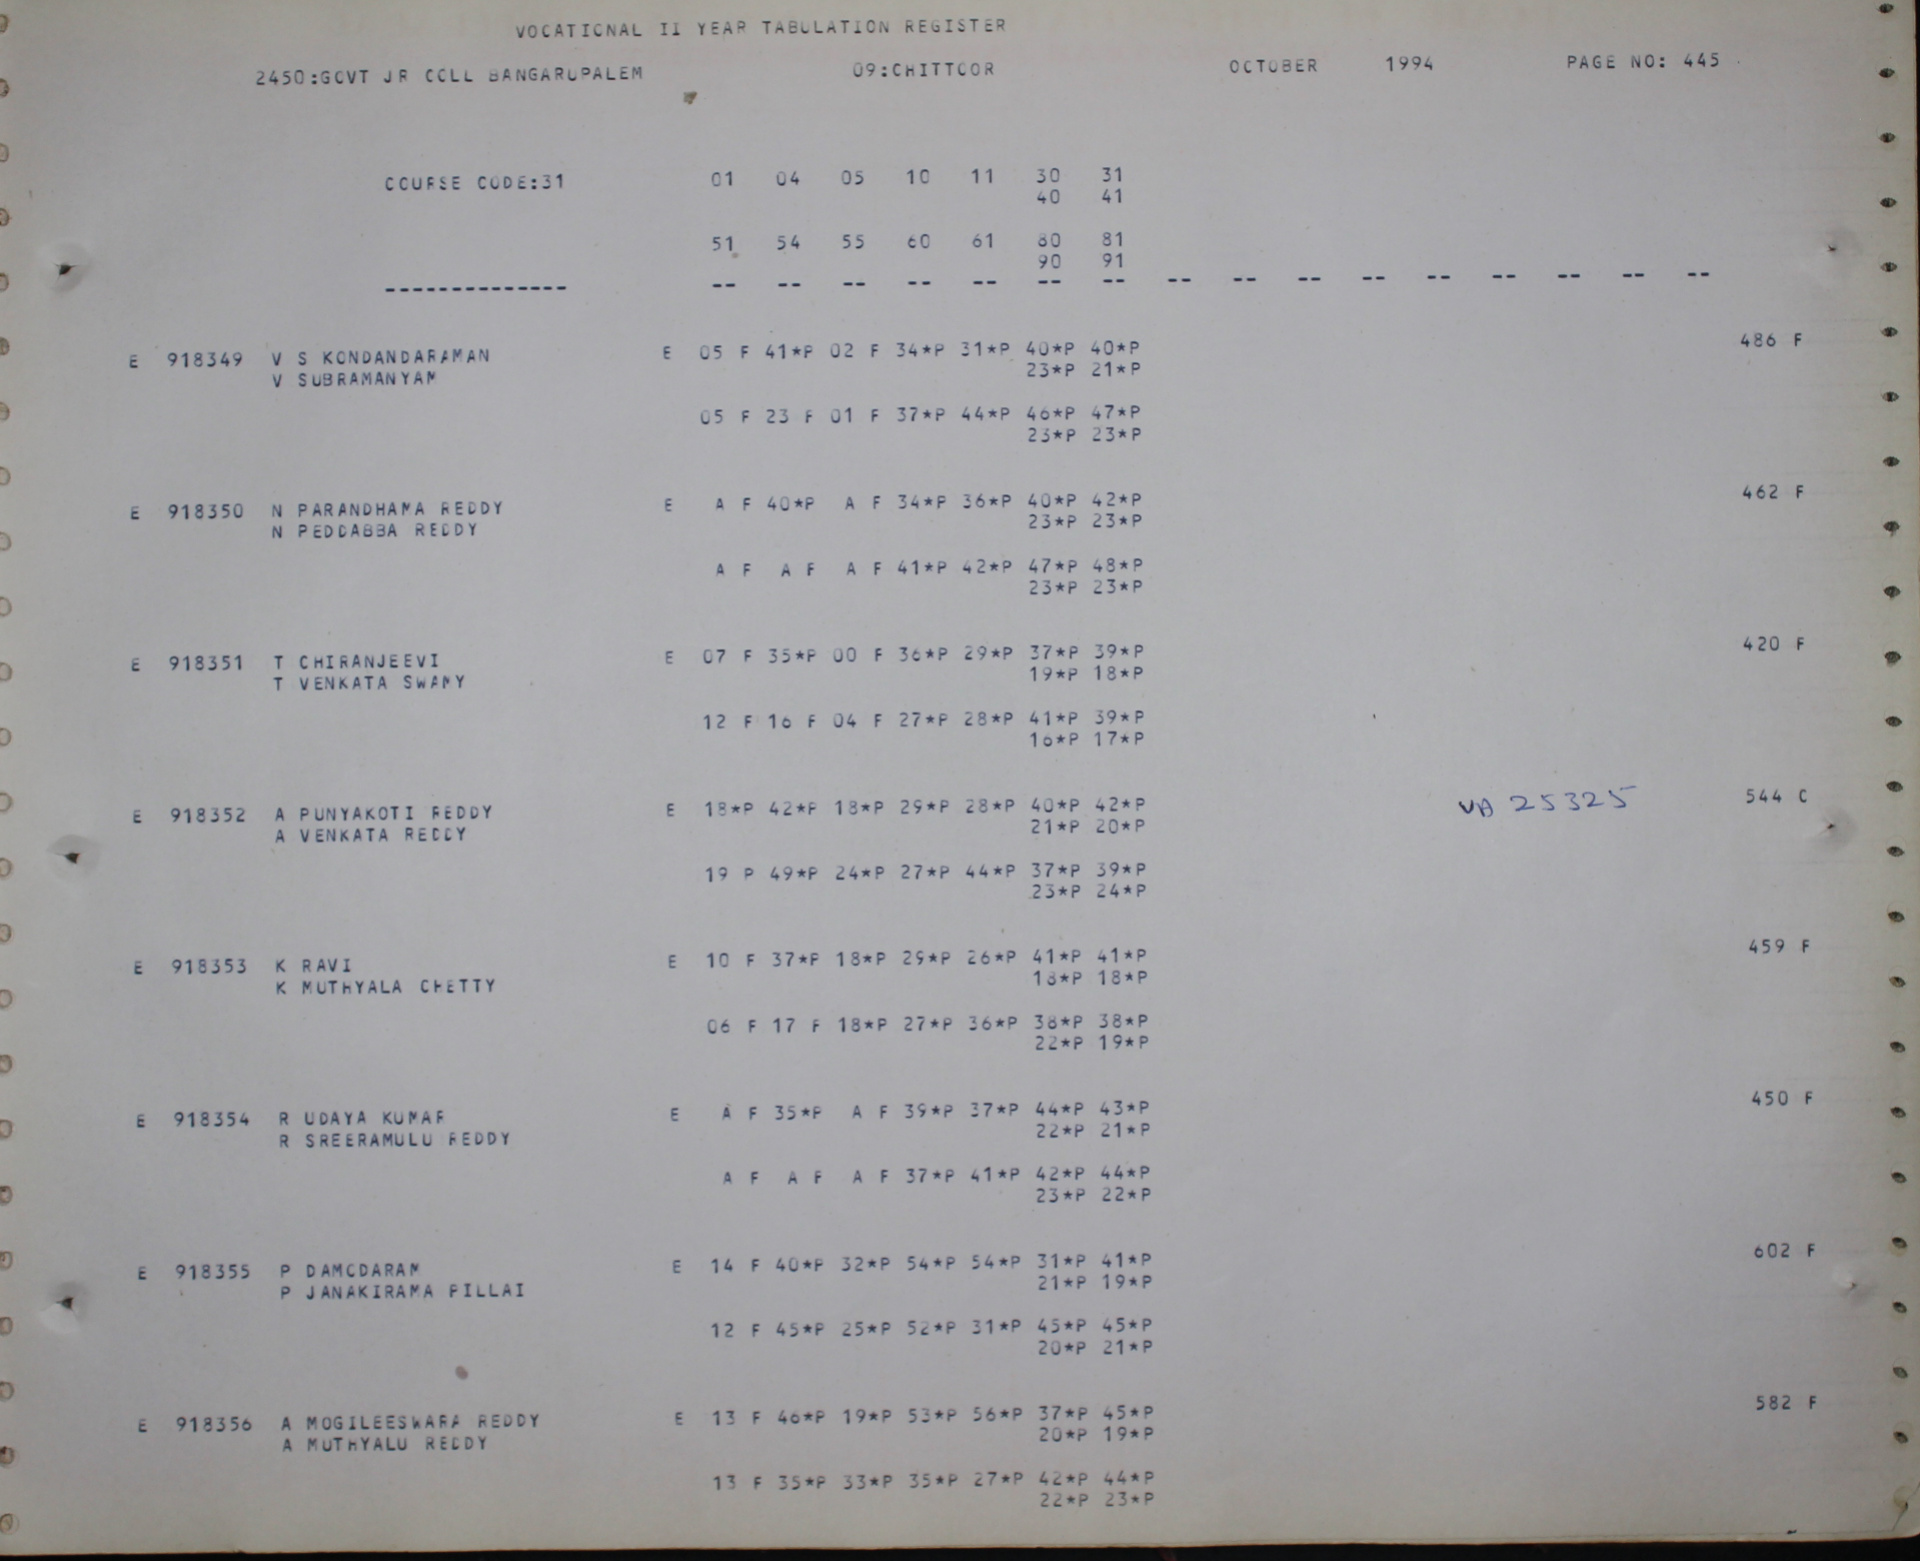 VOCATIONAL II YEAR TABULATION REGISTER
2450:GOVT JR COLL BANGARUPALEM 09:CHITTOOR OCTOBER 1994 PAGE NO: 445
COURSE CODE:31 01 04 05 10 11 30 31
40 41
51 54 55 60 61 80 81
90 91
-------------- -- -- -- -- -- -- -- -- -- -- -- -- -- -- -- --
E 918349 V S KONDANDARAMAN E 05 F 41*P 02 F 34*P 31*P 40*P 40*P 486 F
V SUBRAMANYAM 23*P 21*P
05 F 23 F 01 F 37*P 44*P 46*P 47*P
23*P 23*P
E 918350 N PARANDHAMA REDDY E A F 40*P A F 34*P 36*P 40*P 42*P 462 F
N PEDDABBA REDDY 23*P 23*P
A F A F A F 41*P 42*P 47*P 48*P
23*P 23*P
E 918351 T CHIRANJEEVI E 07 F 35*P 00 F 36*P 29*P 37*P 39*P 420 F
T VENKATA SWAMY 19*P 18*P
12 F 16 F 04 F 27*P 28*P 41*P 39*P
16*P 17*P
E 918352 A PUNYAKOTI REDDY E 18*P 42*P 18*P 29*P 28*P 40*P 42*P VB 25325 544 C
A VENKATA REDDY 21*P 20*P
19 P 49*P 24*P 27*P 44*P 37*P 39*P
23*P 24*P
E 918353 K RAVI E 10 F 37*P 18*P 29*P 26*P 41*P 41*P 459 F
K MUTHYALA CHETTY 18*P 18*P
06 F 17 F 18*P 27*P 36*P 38*P 38*P
22*P 19*P
E 918354 R UDAYA KUMAR E A F 35*P A F 39*P 37*P 44*P 43*P 450 F
R SREERAMULU REDDY 22*P 21*P
A F A F A F 37*P 41*P 42*P 44*P
23*P 22*P
E 918355 P DAMODARAM E 14 F 40*P 32*P 54*P 54*P 31*P 41*P 602 F
P JANAKIRAMA PILLAI 21*P 19*P
12 F 45*P 25*P 52*P 31*P 45*P 45*P
20*P 21*P
E 918356 A MOGILEESWARA REDDY E 13 F 46*P 19*P 53*P 56*P 37*P 45*P 582 F
A MUTHYALU REDDY 20*P 19*P
13 F 35*P 33*P 35*P 27*P 42*P 44*P
22*P 23*P